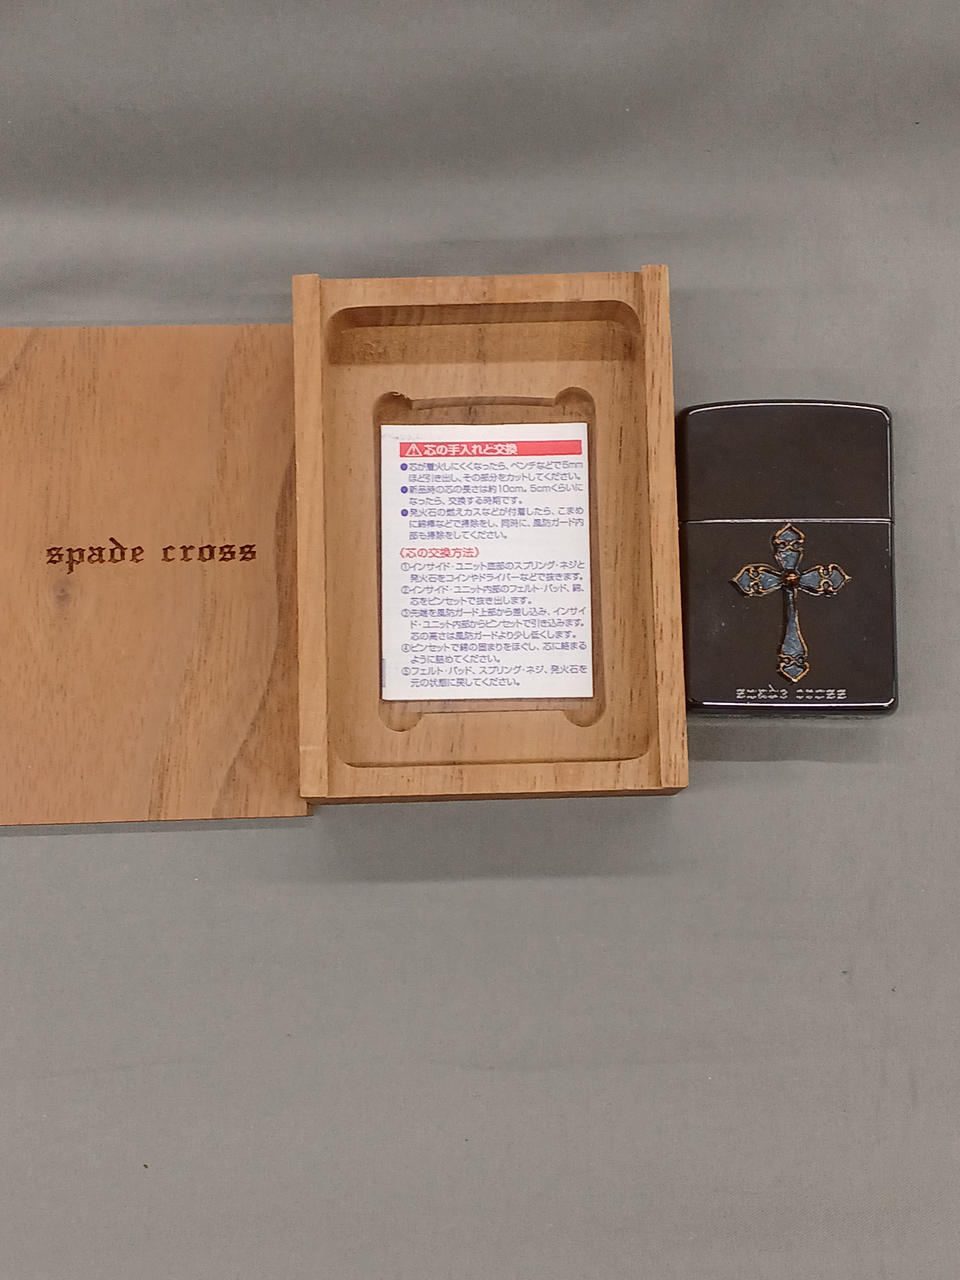 spade cross
⚠芯の手入れと交換
●芯が着火しにくくなったら、ペンチなどで5mm
ほど引き出し、その部分をカットしてください。
●新品時の芯の長さは約10cm。5cmくらいに
なったら、交換する時期です。
●発火石の燃えカスなどが付着したら、こまめ
に綿棒などで掃除をし、同時に、風防ガード内
部も掃除をしてください。
《芯の交換方法》
①インサイド・ユニット底部のスプリング・ネジと
発火石をコインやドライバーなどで抜きます。
②インサイド・ユニット内部のフェルト・パッド、綿、
芯をピンセットで抜き出します。
③先端を風防ガード上部から差し込み、インサイ
ド・ユニット内部からピンセットで引き込みます。
芯の高さは風防ガードより少し低くします。
④ピンセットで綿の固まりをほぐし、芯に絡まる
ように詰めてください。
⑤フェルト・パッド、スプリング・ネジ、発火石を
元の状態に戻してください。
spade cross